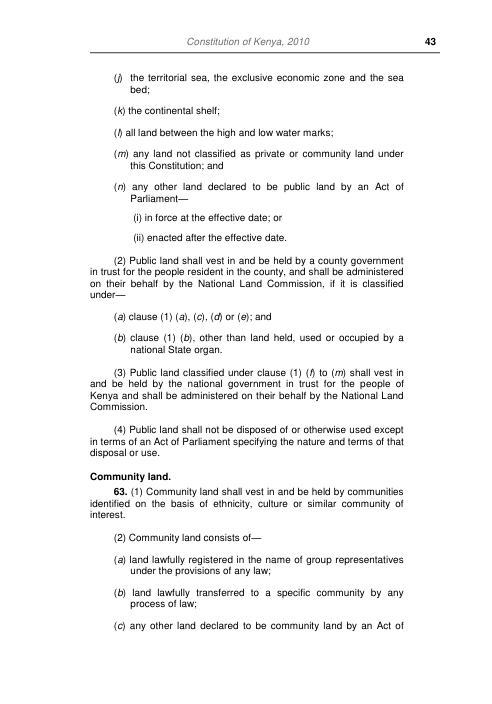 Constitution of Kenya, 2010 43
(j) the territorial sea, the exclusive economic zone and the sea
bed;
(k) the continental shelf;
(l) all land between the high and low water marks;
(m) any land not classified as private or community land under
this Constitution; and
(n) any other land declared to be public land by an Act of
Parliament—
(i) in force at the effective date; or
(ii) enacted after the effective date.
(2) Public land shall vest in and be held by a county government
in trust for the people resident in the county, and shall be administered
on their behalf by the National Land Commission, if it is classified
under—
(a) clause (1) (a), (c), (d) or (e); and
(b) clause (1) (b), other than land held, used or occupied by a
national State organ.
(3) Public land classified under clause (1) (f) to (m) shall vest in
and be held by the national government in trust for the people of
Kenya and shall be administered on their behalf by the National Land
Commission.
(4) Public land shall not be disposed of or otherwise used except
in terms of an Act of Parliament specifying the nature and terms of that
disposal or use.
Community land.
63. (1) Community land shall vest in and be held by communities
identified on the basis of ethnicity, culture or similar community of
interest.
(2) Community land consists of—
(a) land lawfully registered in the name of group representatives
under the provisions of any law;
(b) land lawfully transferred to a specific community by any
process of law;
(c) any other land declared to be community land by an Act of